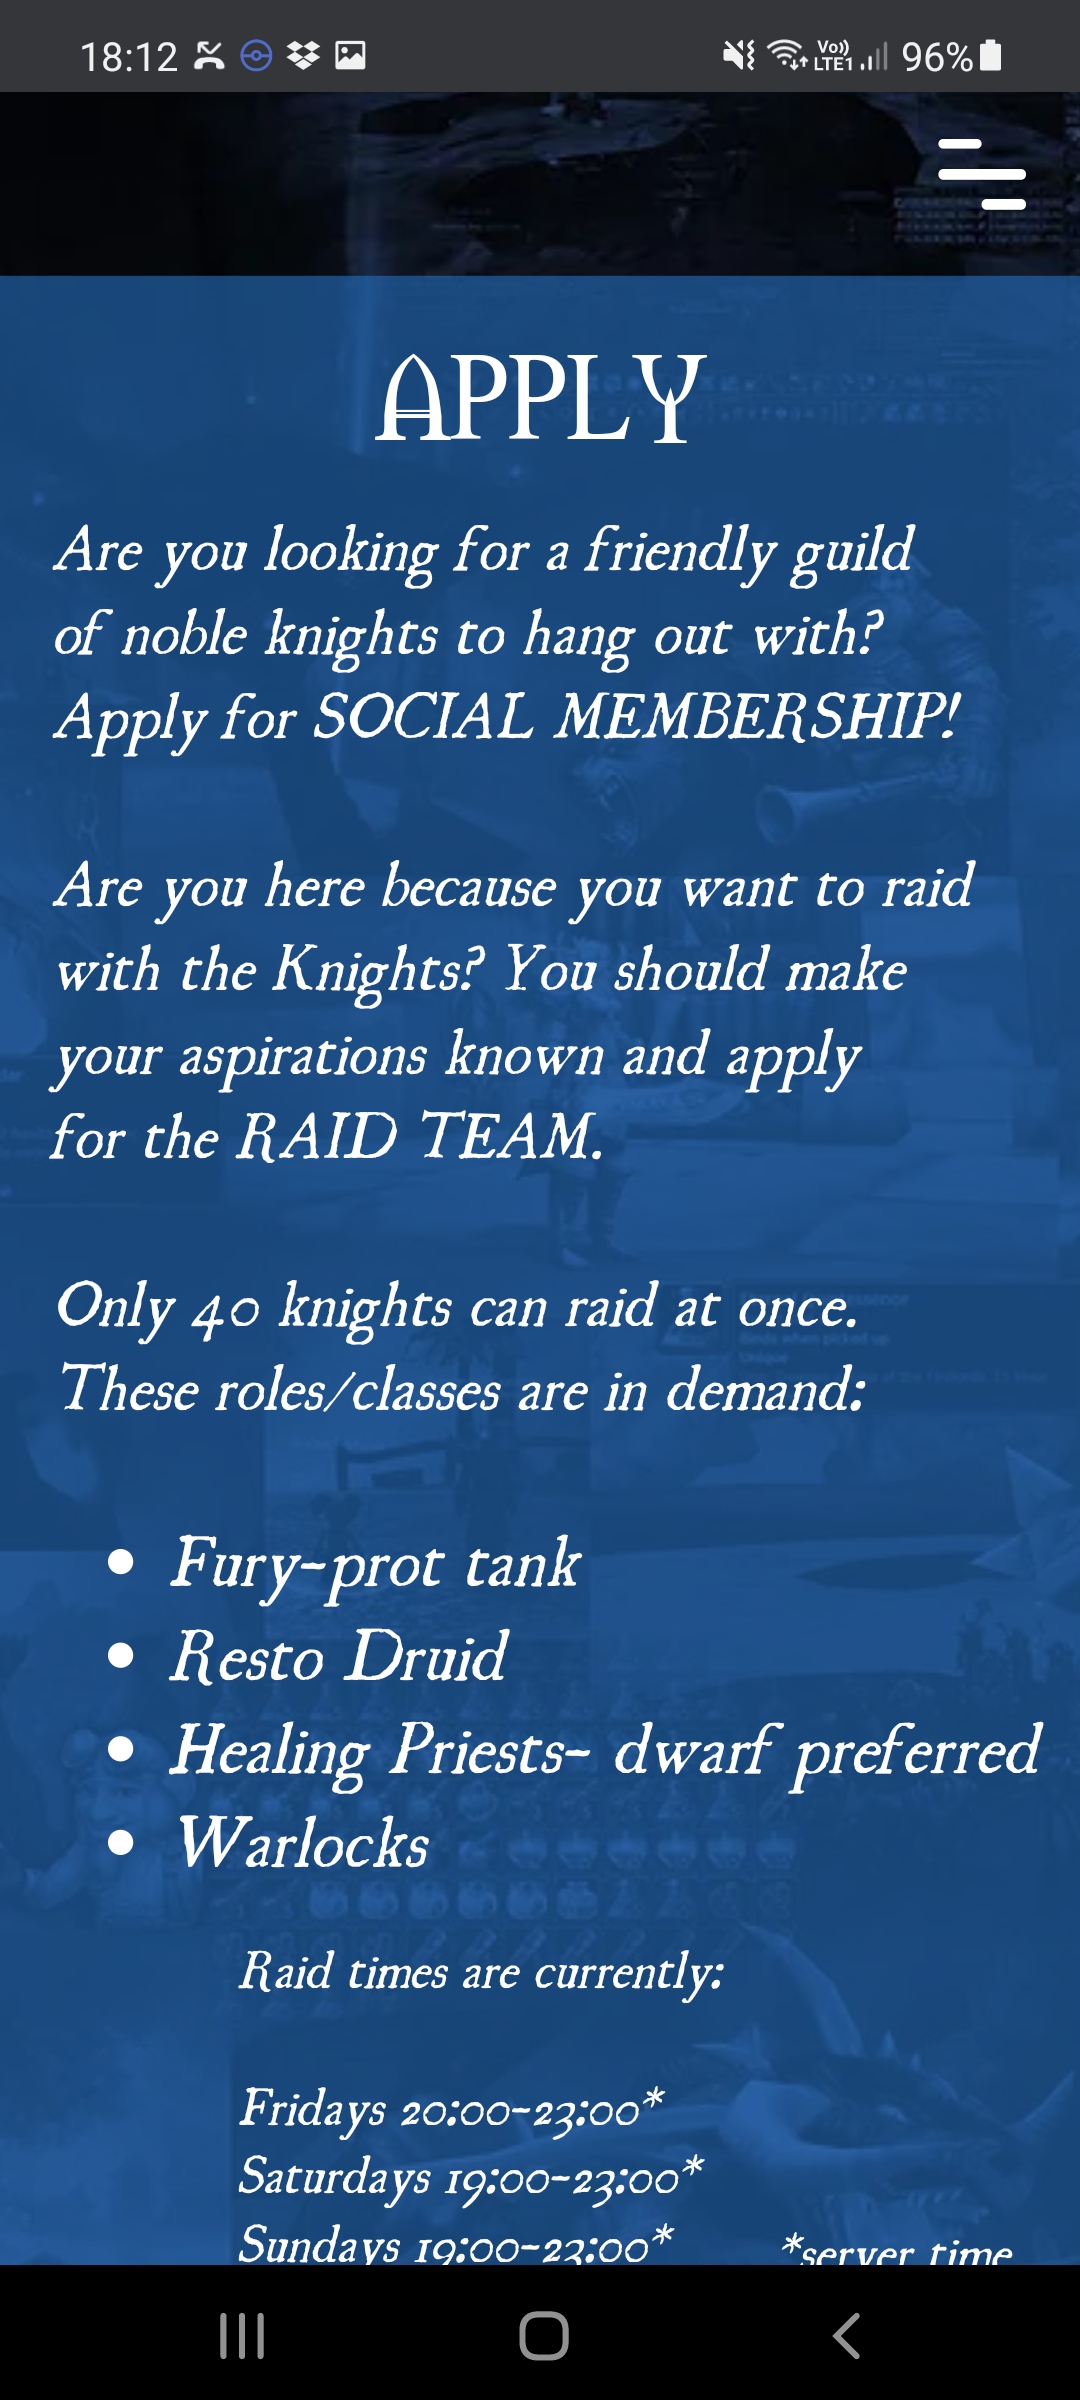 18:12
Vo))
LTE1
96%
APPLY
Are you looking for a friendly guild
of noble knights to hang out with?
Apply for SOCIAL MEMBERSHIP!
Are you here because you want to raid
with the Knights? You should make
your aspirations known and apply
for the RAID TEAM.
Only 40 knights can raid at once.
These roles/classes are in demand:
• Fury-prot tank
• Resto Druid
• Healing Priests- dwarf preferred
• Warlocks
Raid times are currently:
Fridays 20:00-23:00*
Saturdays 19:00-23:00*
Sundays 19:00-23:00*
*server time